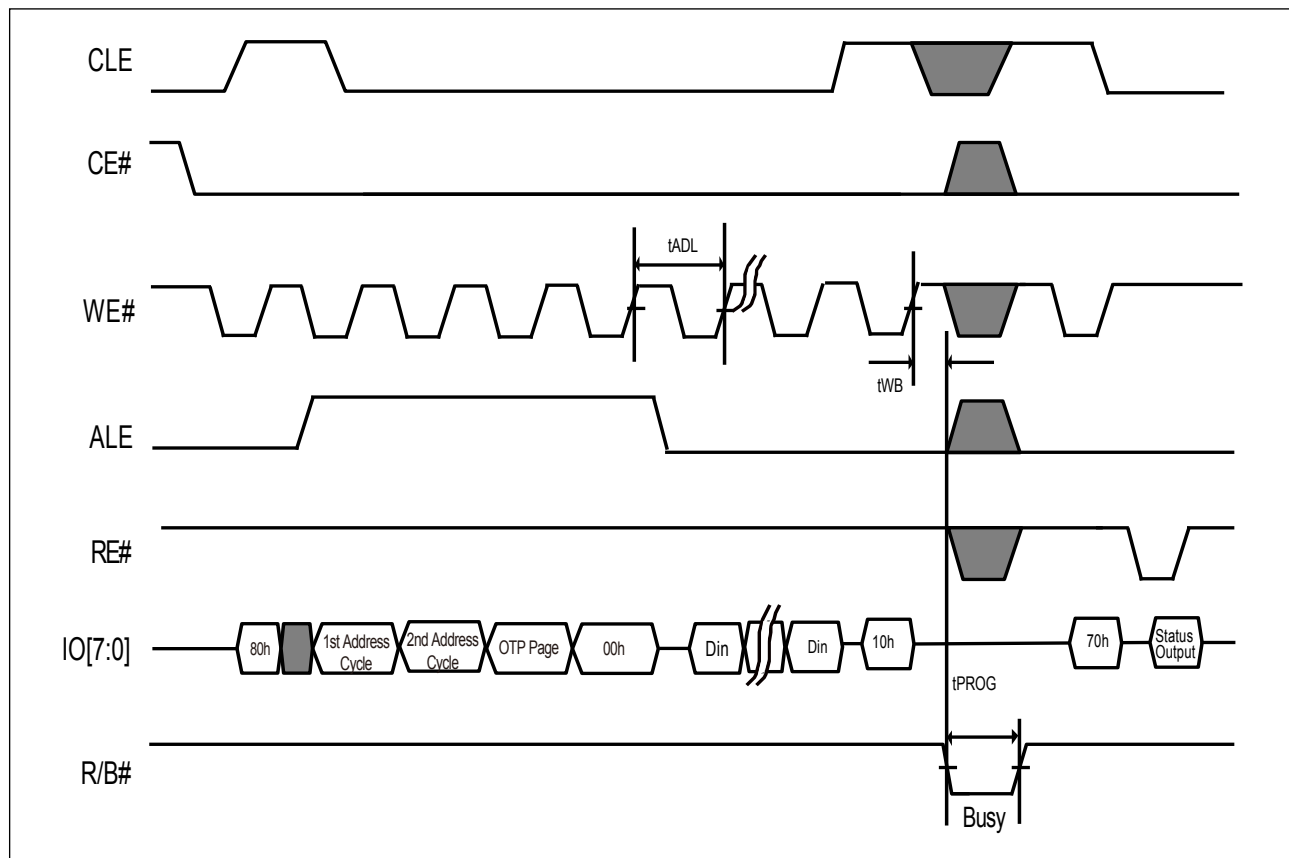 CLE
CE#
tADL
WE#
tWB
ALE
RE#
IO[7:0]
80h
1st Address
Cycle
2nd Address
Cycle
OTP Page
00h
Din
Din
10h
70h
Status
Output
tPROG
R/B#
Busy